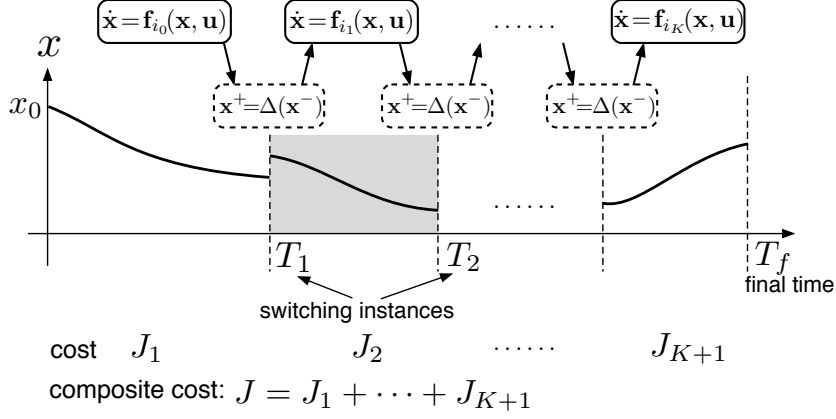 ẋ = f_{i_0}(x, u) ẋ = f_{i_1}(x, u) ...... ẋ = f_{i_K}(x, u)
x
x⁺=Δ(x⁻) x⁺=Δ(x⁻) x⁺=Δ(x⁻)
x_0
......
T_1 T_2 T_f
final time
switching instances
cost J_1 J_2 ...... J_{K+1}
composite cost: J = J_1 + ··· + J_{K+1}